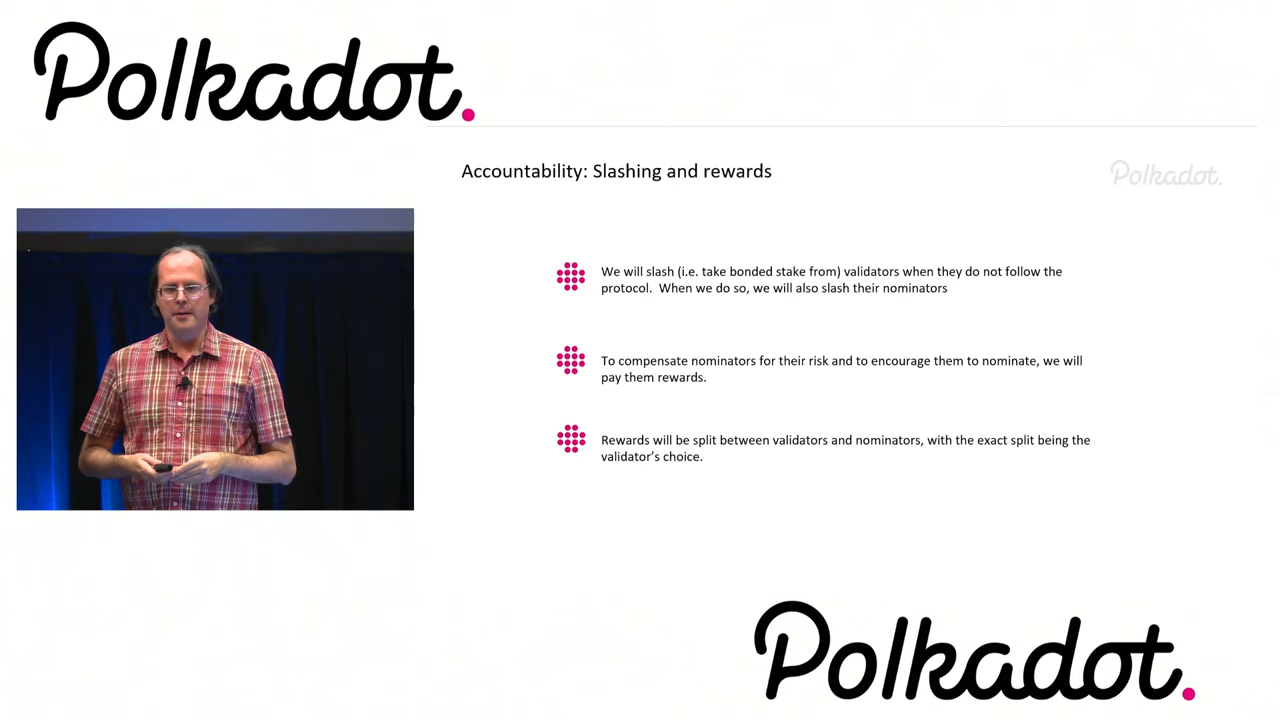 Polkadot.
Accountability: Slashing and rewards
Polkadot.
We will slash (i.e. take bonded stake from) validators when they do not follow the
protocol.  When we do so, we will also slash their nominators
To compensate nominators for their risk and to encourage them to nominate, we will
pay them rewards.
Rewards will be split between validators and nominators, with the exact split being the
validator’s choice.
Polkadot.